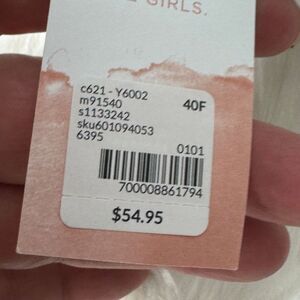 GIRLS.
c621 - Y6002
m91540 40F
s1133242
sku601094053
6395 0101
700008861794
$54.95